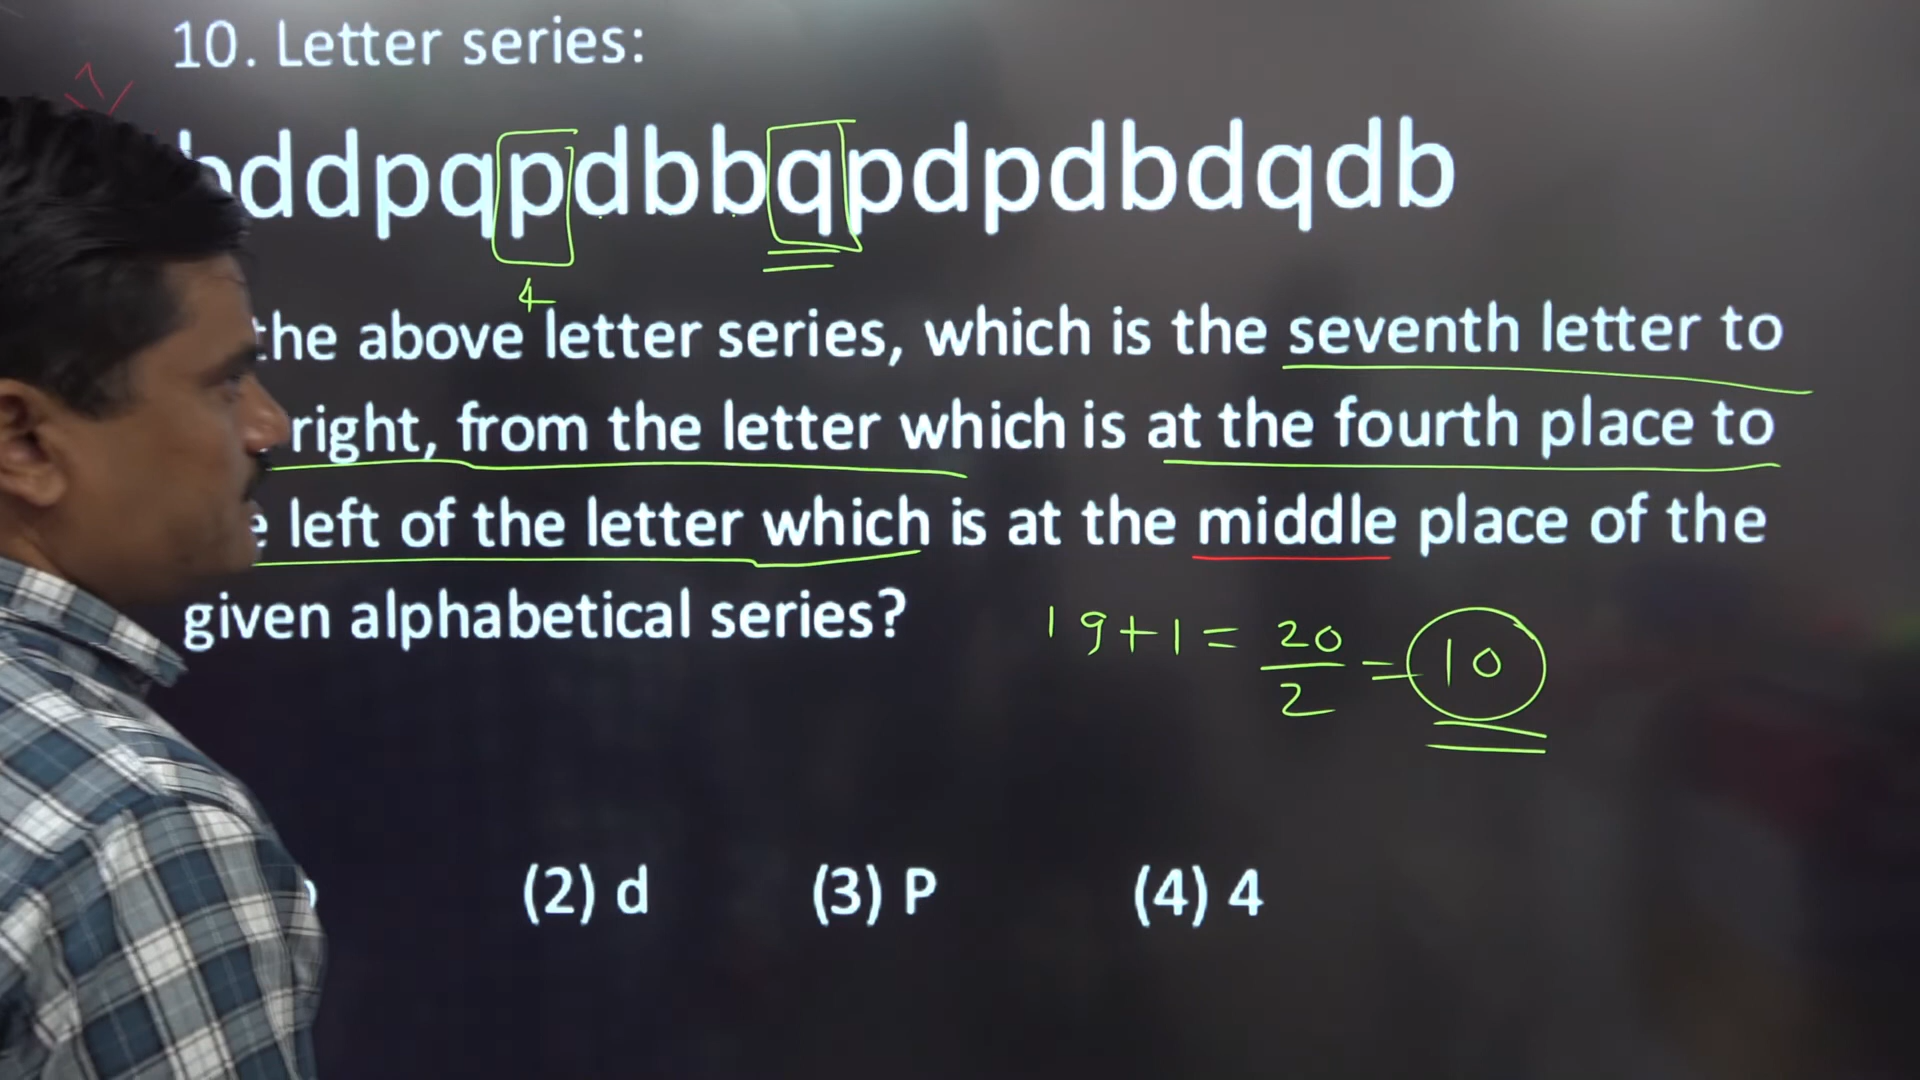 10. Letter series:
bddpqpdbbqpdpdbdqdb
4
the above letter series, which is the seventh letter to
right, from the letter which is at the fourth place to
e left of the letter which is at the middle place of the
given alphabetical series?
19+1 = 20/2 = 10
(2) d (3) P (4) 4